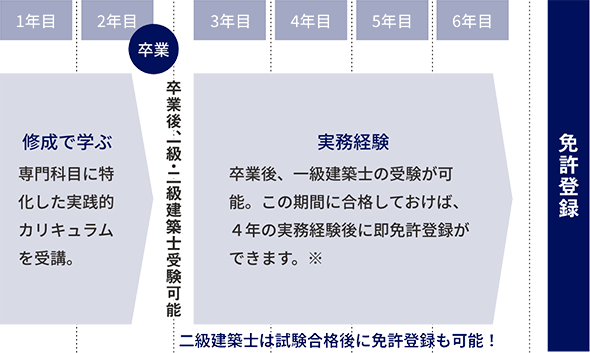 1年目
2年目
3年目
4年目
5年目
6年目
卒業
修成で学ぶ
専門科目に特
化した実践的
カリキュラム
を受講。
卒業後、一級・二級建築士受験可能
実務経験
卒業後、一級建築士の受験が可
能。この期間に合格しておけば、
４年の実務経験後に即免許登録が
できます。※
二級建築士は試験合格後に免許登録も可能！
免許登録